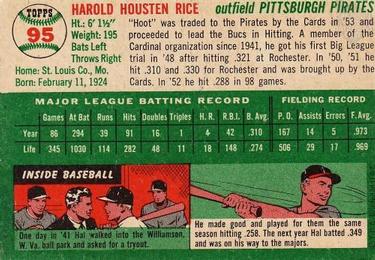 TOPPS
95
HAROLD HOUSTEN RICE outfield PITTSBURGH PIRATES
Ht.: 6' 1½"
Weight: 195
Bats Left
Throws Right
Home: St. Louis Co., Mo.
Born: February 11, 1924
"Hoot" was traded to the Pirates by the Cards in '53 and
proceeded to lead the Bucs in Hitting. A member of the
Cardinal organization since 1941, he got his first Big League
trial in '48 after hitting .321 at Rochester. In '50, '51 he
hit .310 and .330 for Rochester and was brought up by the
Cards. In '52 he hit .288 in 98 games.
MAJOR LEAGUE BATTING RECORD FIELDING RECORD
Games At Bat Runs Hits Doubles Triples H. R. R.B.I. B. Avg. P. O. Assists Errors F. Avg.
Year 86 294 39 91 16 1 4 42 .310 167 5 5 .973
Life 345 1010 114 282 48 11 18 148 .274 506 29 17 .969
INSIDE BASEBALL
One day in '41 Hal walked into the Williamson,
W. Va. ball park and asked for a tryout.
He made good and played for them the same
season hitting .258. The next year Hal batted .349
and was on his way to the majors.